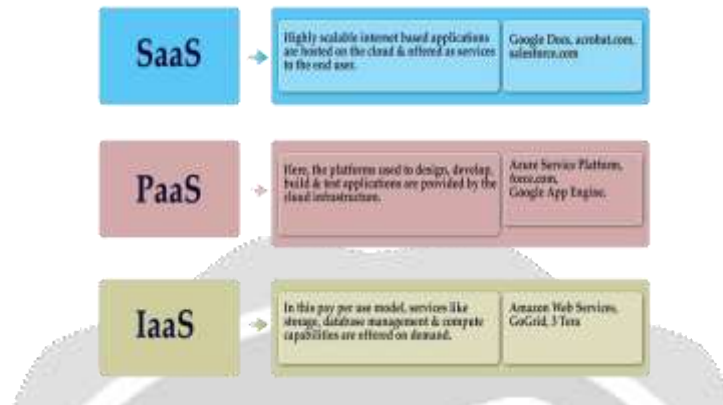 SaaS
Highly scalable internet based applications
are hosted on the cloud & offered as services
to the end user.
Google Docs, acrobat.com,
salesforce.com
PaaS
Here, the platforms used to design, develop,
build & test applications are provided by the
cloud infrastructure.
Azure Service Platform,
force.com,
Google App Engine.
IaaS
In this pay per use model, services like
storage, database management & compute
capabilities are offered on demand.
Amazon Web Services,
GoGrid, 3 Tera